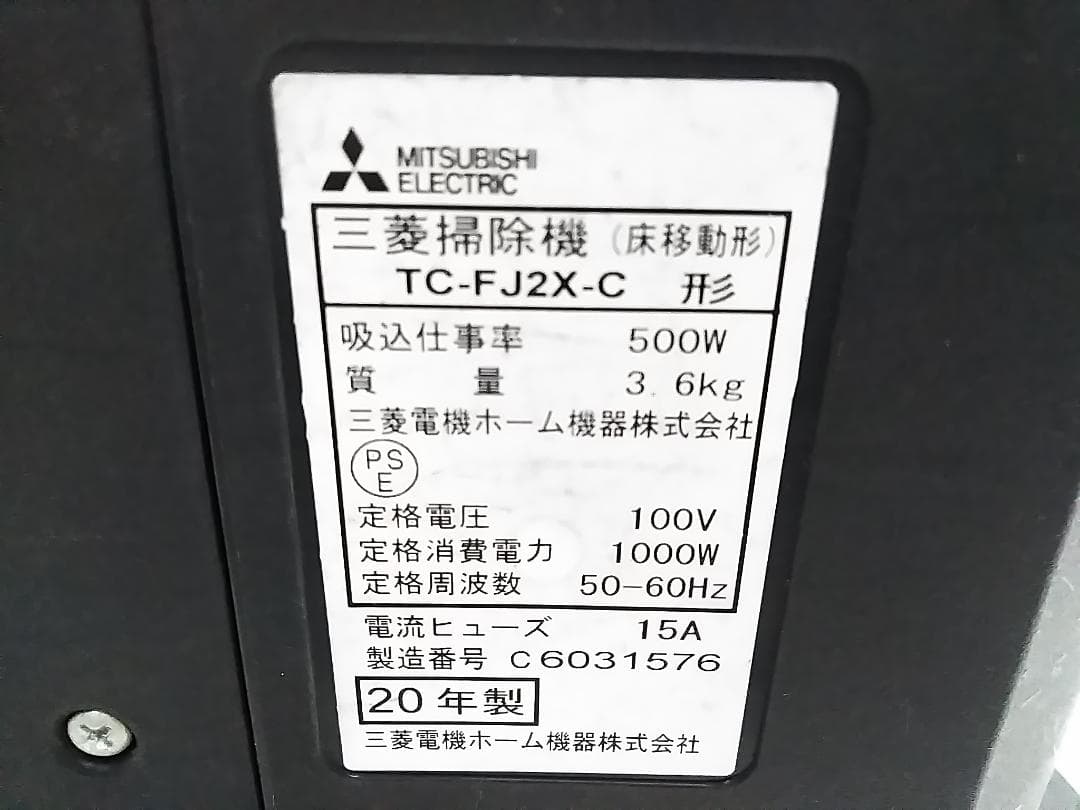 MITSUBISHI
ELECTRIC
三菱掃除機(床移動形)
TC-FJ2X-C 形
吸込仕事率 500W
質量 3.6kg
三菱電機ホーム機器株式会社
PS
E
定格電圧 100V
定格消費電力 1000W
定格周波数 50-60Hz
電流ヒューズ 15A
製造番号 C6031576
20年製
三菱電機ホーム機器株式会社